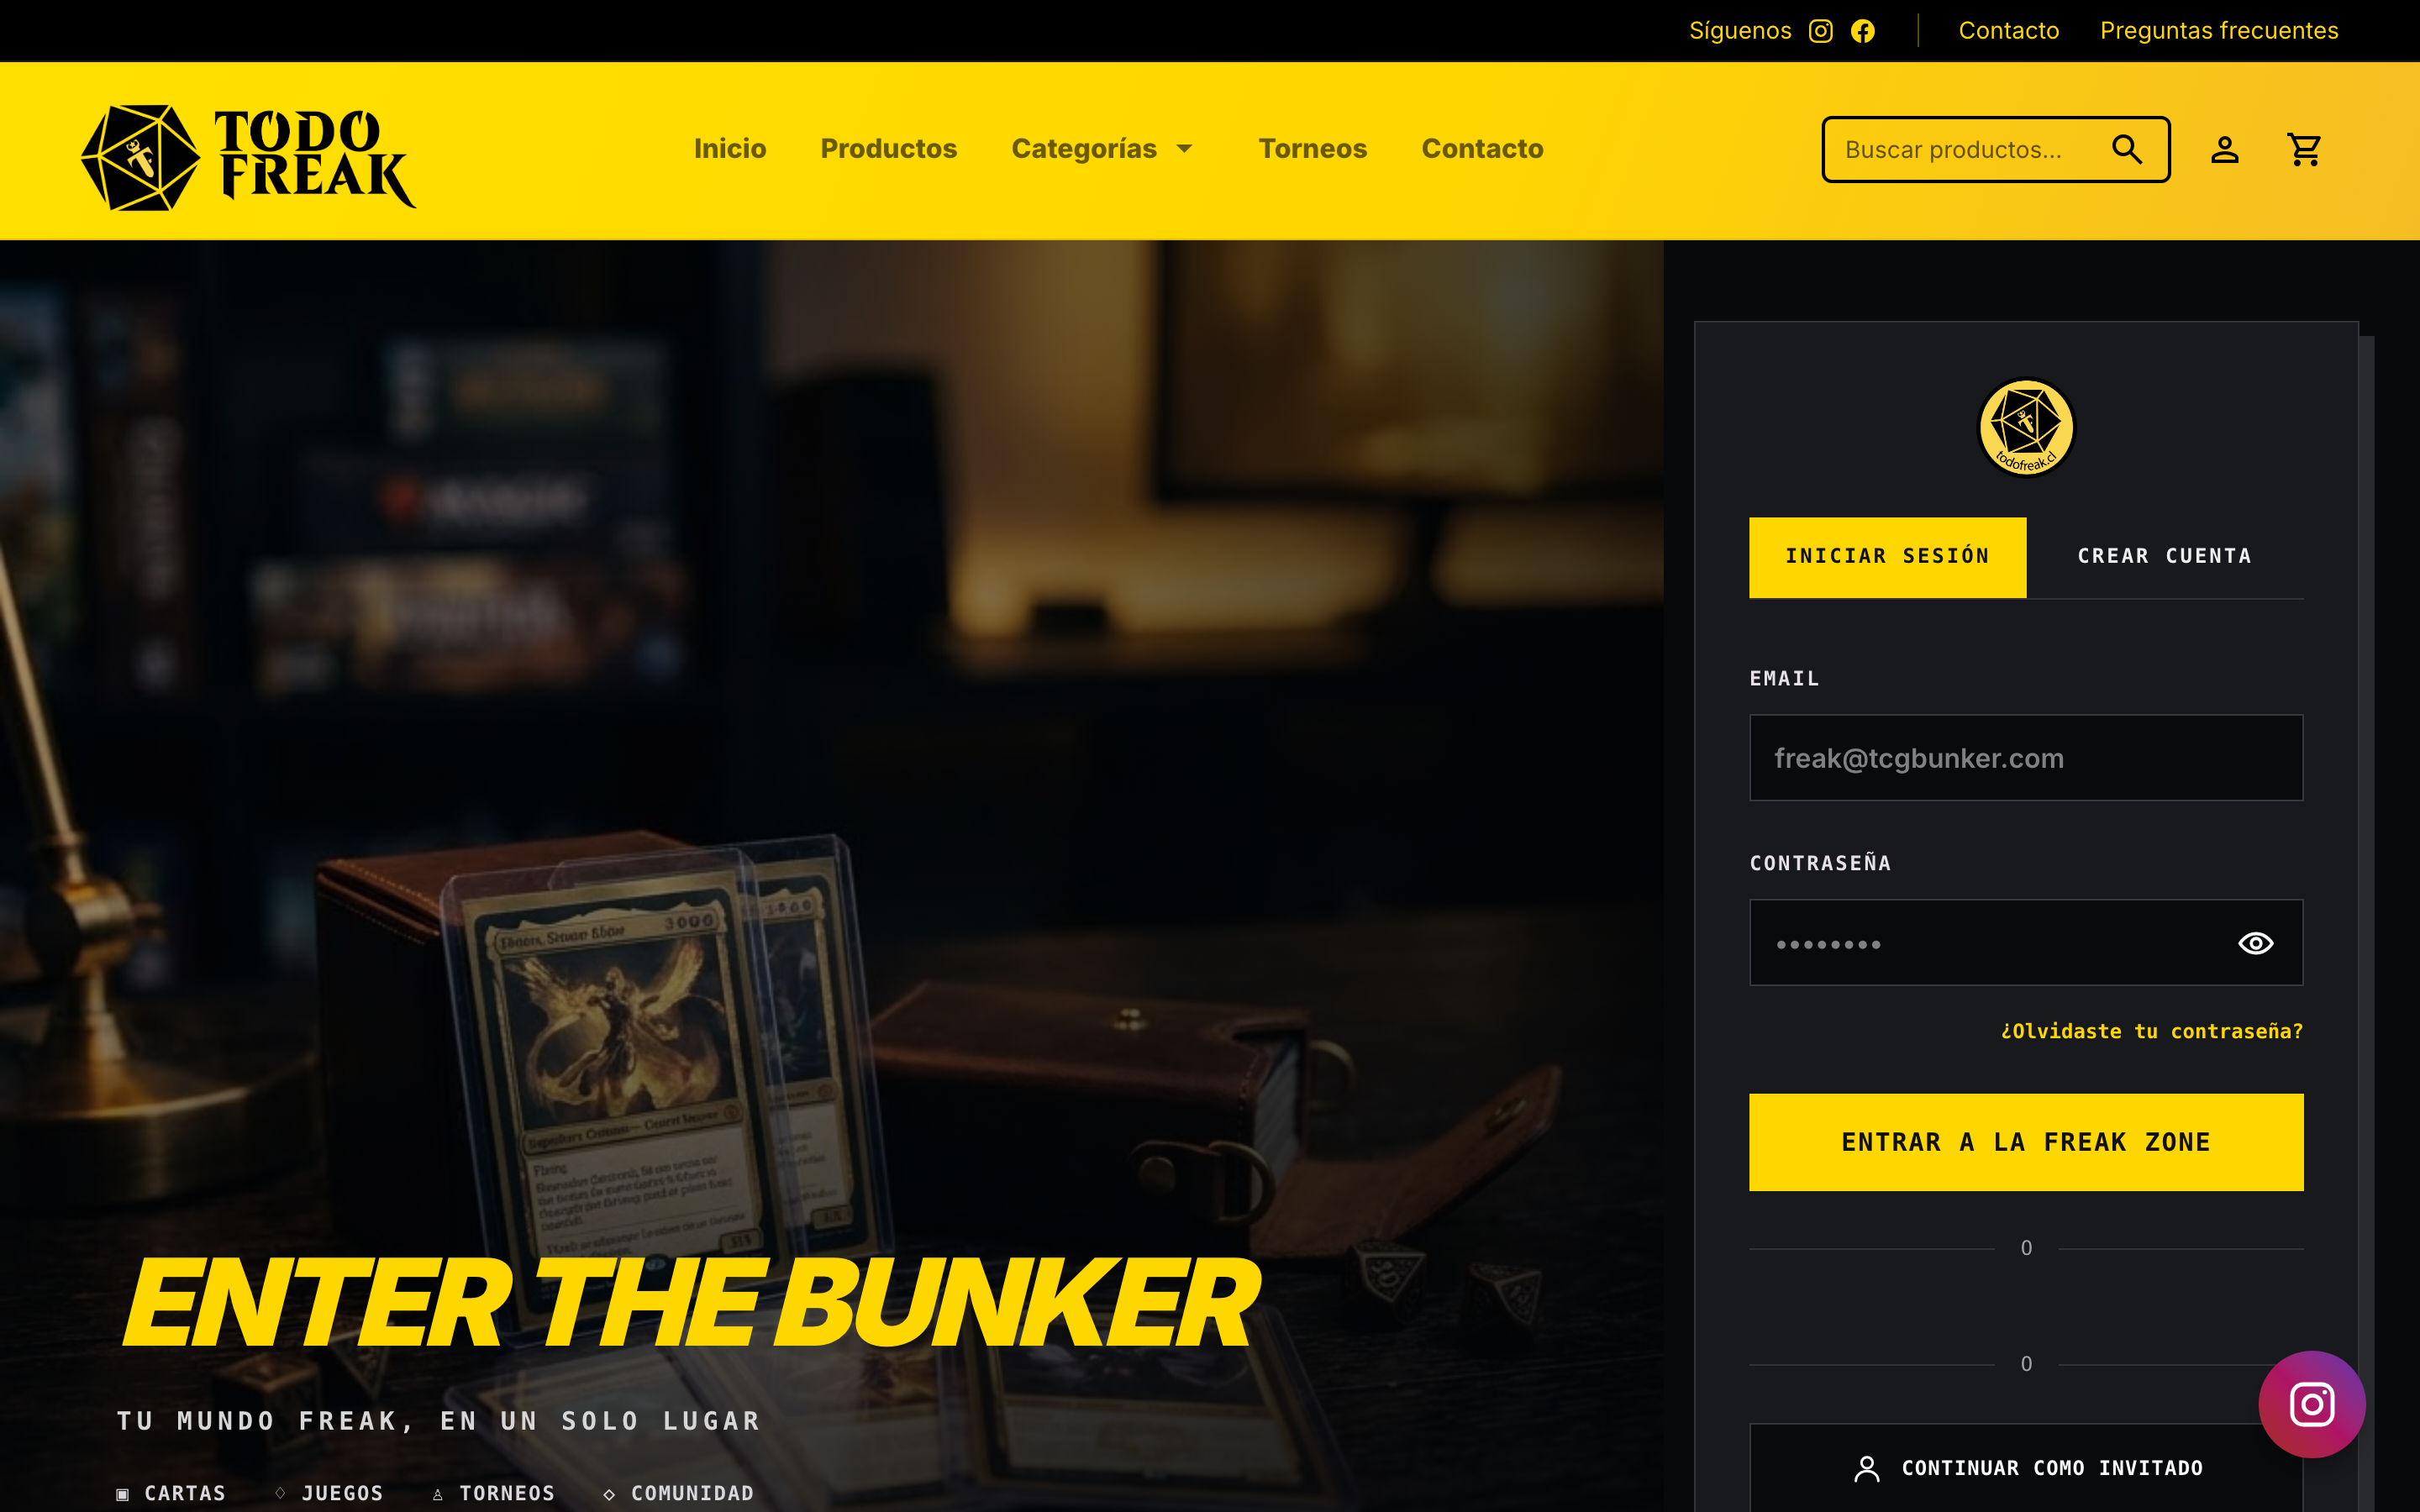 Síguenos
Contacto
Preguntas frecuentes
TODO
FREAK
Inicio
Productos
Categorías
Torneos
Contacto
Buscar productos...
todofreak.cl
INICIAR SESIÓN
CREAR CUENTA
EMAIL
freak@tcgbunker.com
CONTRASEÑA
¿Olvidaste tu contraseña?
ENTRAR A LA FREAK ZONE
O
O
CONTINUAR COMO INVITADO
ENTER THE BUNKER
TU MUNDO FREAK, EN UN SOLO LUGAR
CARTAS
JUEGOS
TORNEOS
COMUNIDAD